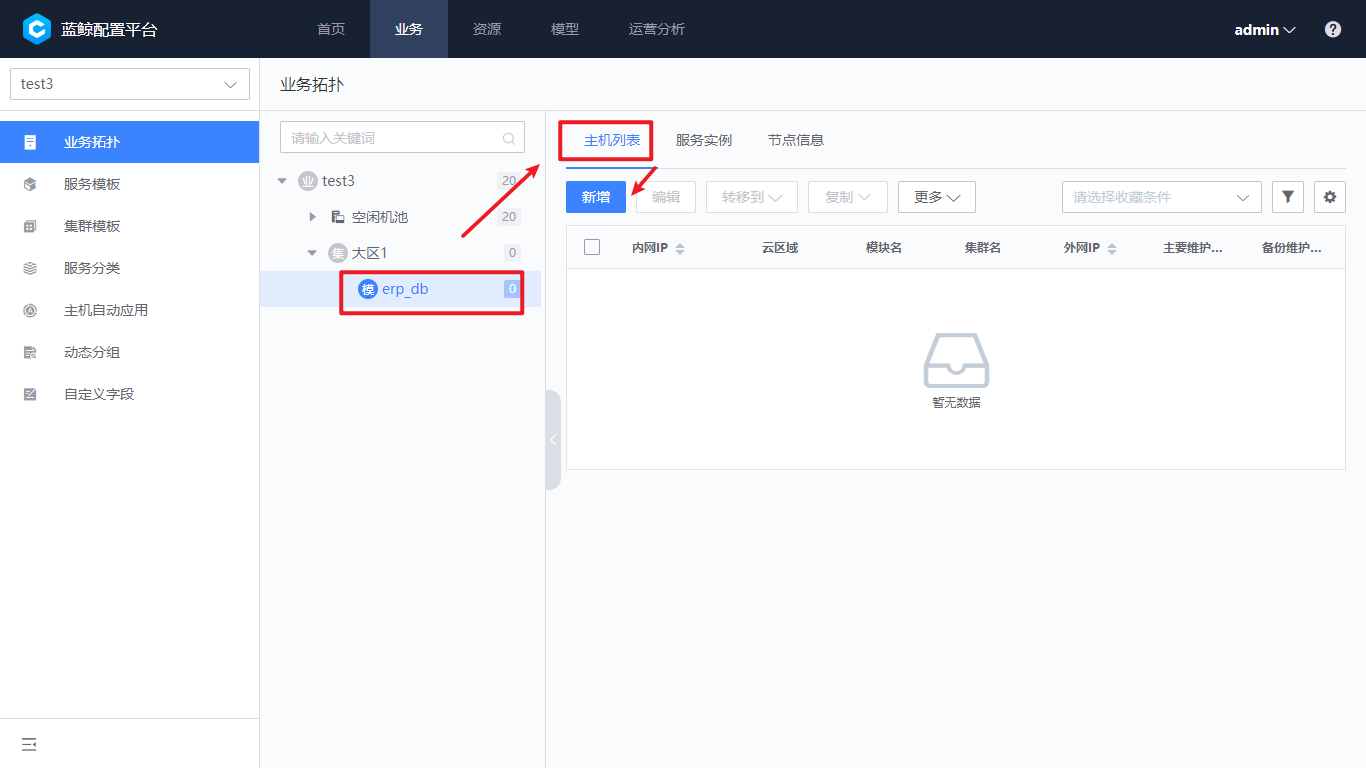 蓝鲸配置平台
首页
业务
资源
模型
运营分析
admin
test3
业务拓扑
服务模板
集群模板
服务分类
主机自动应用
动态分组
自定义字段
业务拓扑
请输入关键词
业 test3 20
空闲机池 20
集 大区1 0
模 erp_db 0
主机列表
服务实例
节点信息
新增
编辑
转移到
复制
更多
请选择收藏条件
内网IP
云区域
模块名
集群名
外网IP
主要维护...
备份维护...
暂无数据